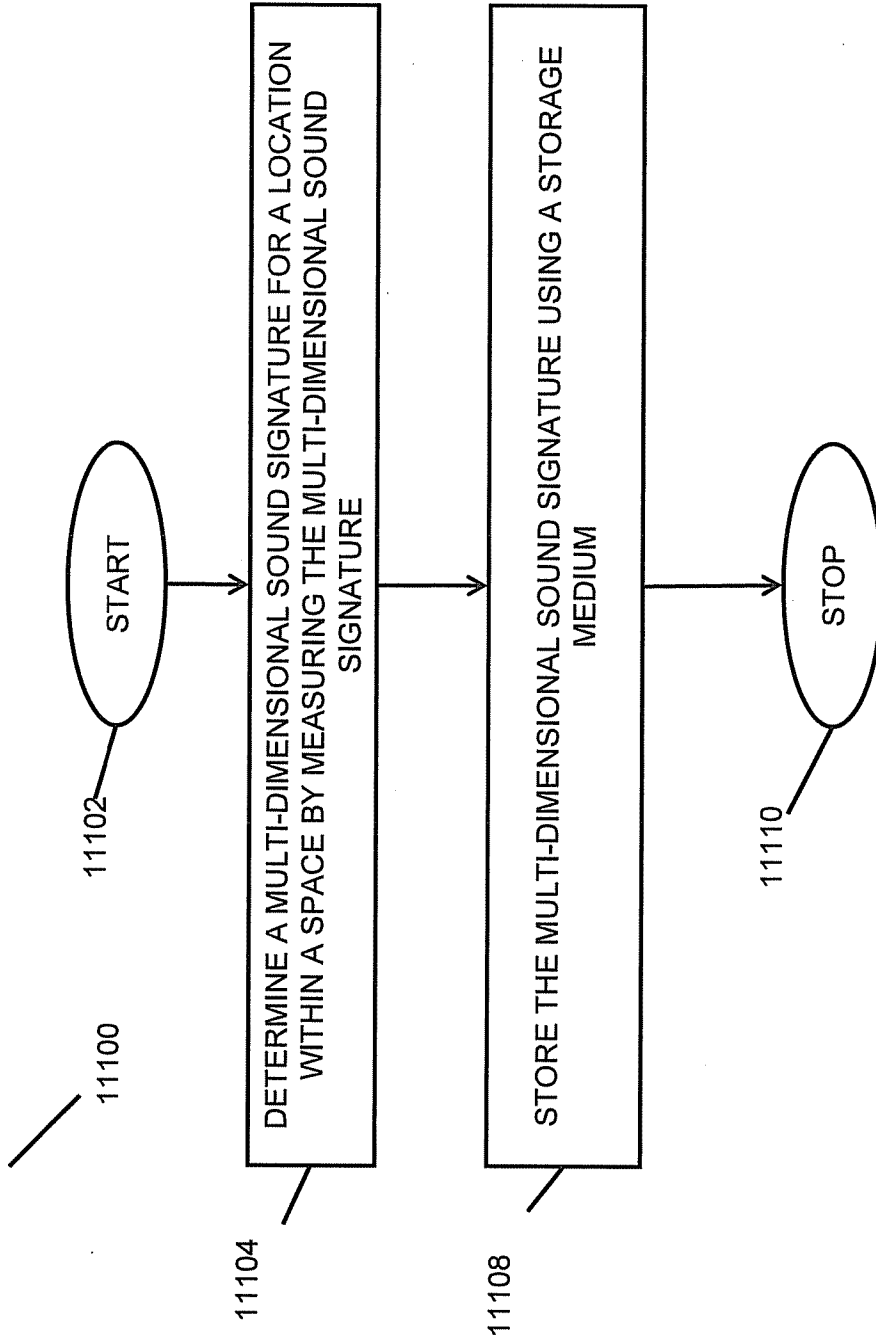 11100
11102
START
11104
DETERMINE A MULTI-DIMENSIONAL SOUND SIGNATURE FOR A LOCATION
WITHIN A SPACE BY MEASURING THE MULTI-DIMENSIONAL SOUND
SIGNATURE
11108
STORE THE MULTI-DIMENSIONAL SOUND SIGNATURE USING A STORAGE
MEDIUM
11110
STOP